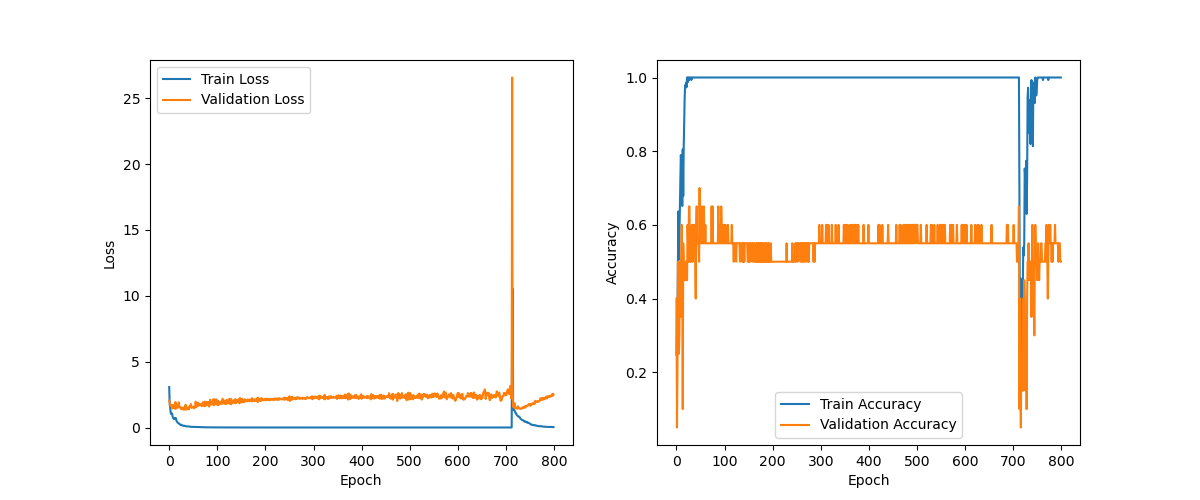 Train Loss
Validation Loss
Loss
25
20
15
10
5
0
0 100 200 300 400 500 600 700 800
Epoch
Accuracy
1.0
0.8
0.6
0.4
0.2
Train Accuracy
Validation Accuracy
0 100 200 300 400 500 600 700 800
Epoch